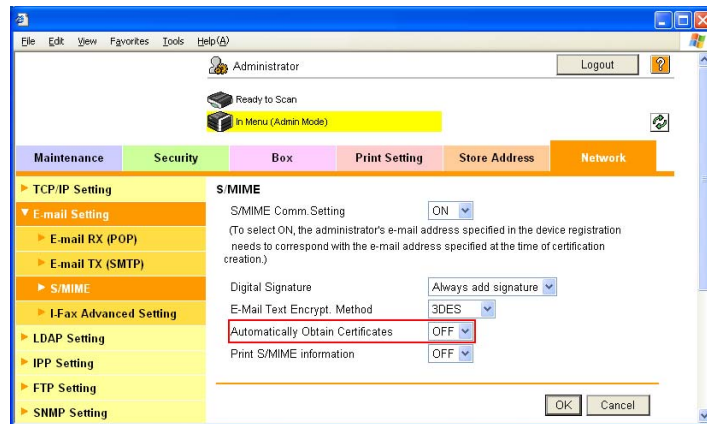 File Edit View Favorites Tools Help(A)
Administrator
Logout
?
Ready to Scan
In Menu (Admin Mode)
Maintenance Security Box Print Setting Store Address Network
TCP/IP Setting
E-mail Setting
E-mail RX (POP)
E-mail TX (SMTP)
S/MIME
I-Fax Advanced Setting
LDAP Setting
IPP Setting
FTP Setting
SNMP Setting
S/MIME
S/MIME Comm.Setting ON
(To select ON, the administrator's e-mail address specified in the device registration
needs to correspond with the e-mail address specified at the time of certification
creation.)
Digital Signature Always add signature
E-Mail Text Encrypt. Method 3DES
Automatically Obtain Certificates OFF
Print S/MIME information OFF
OK Cancel